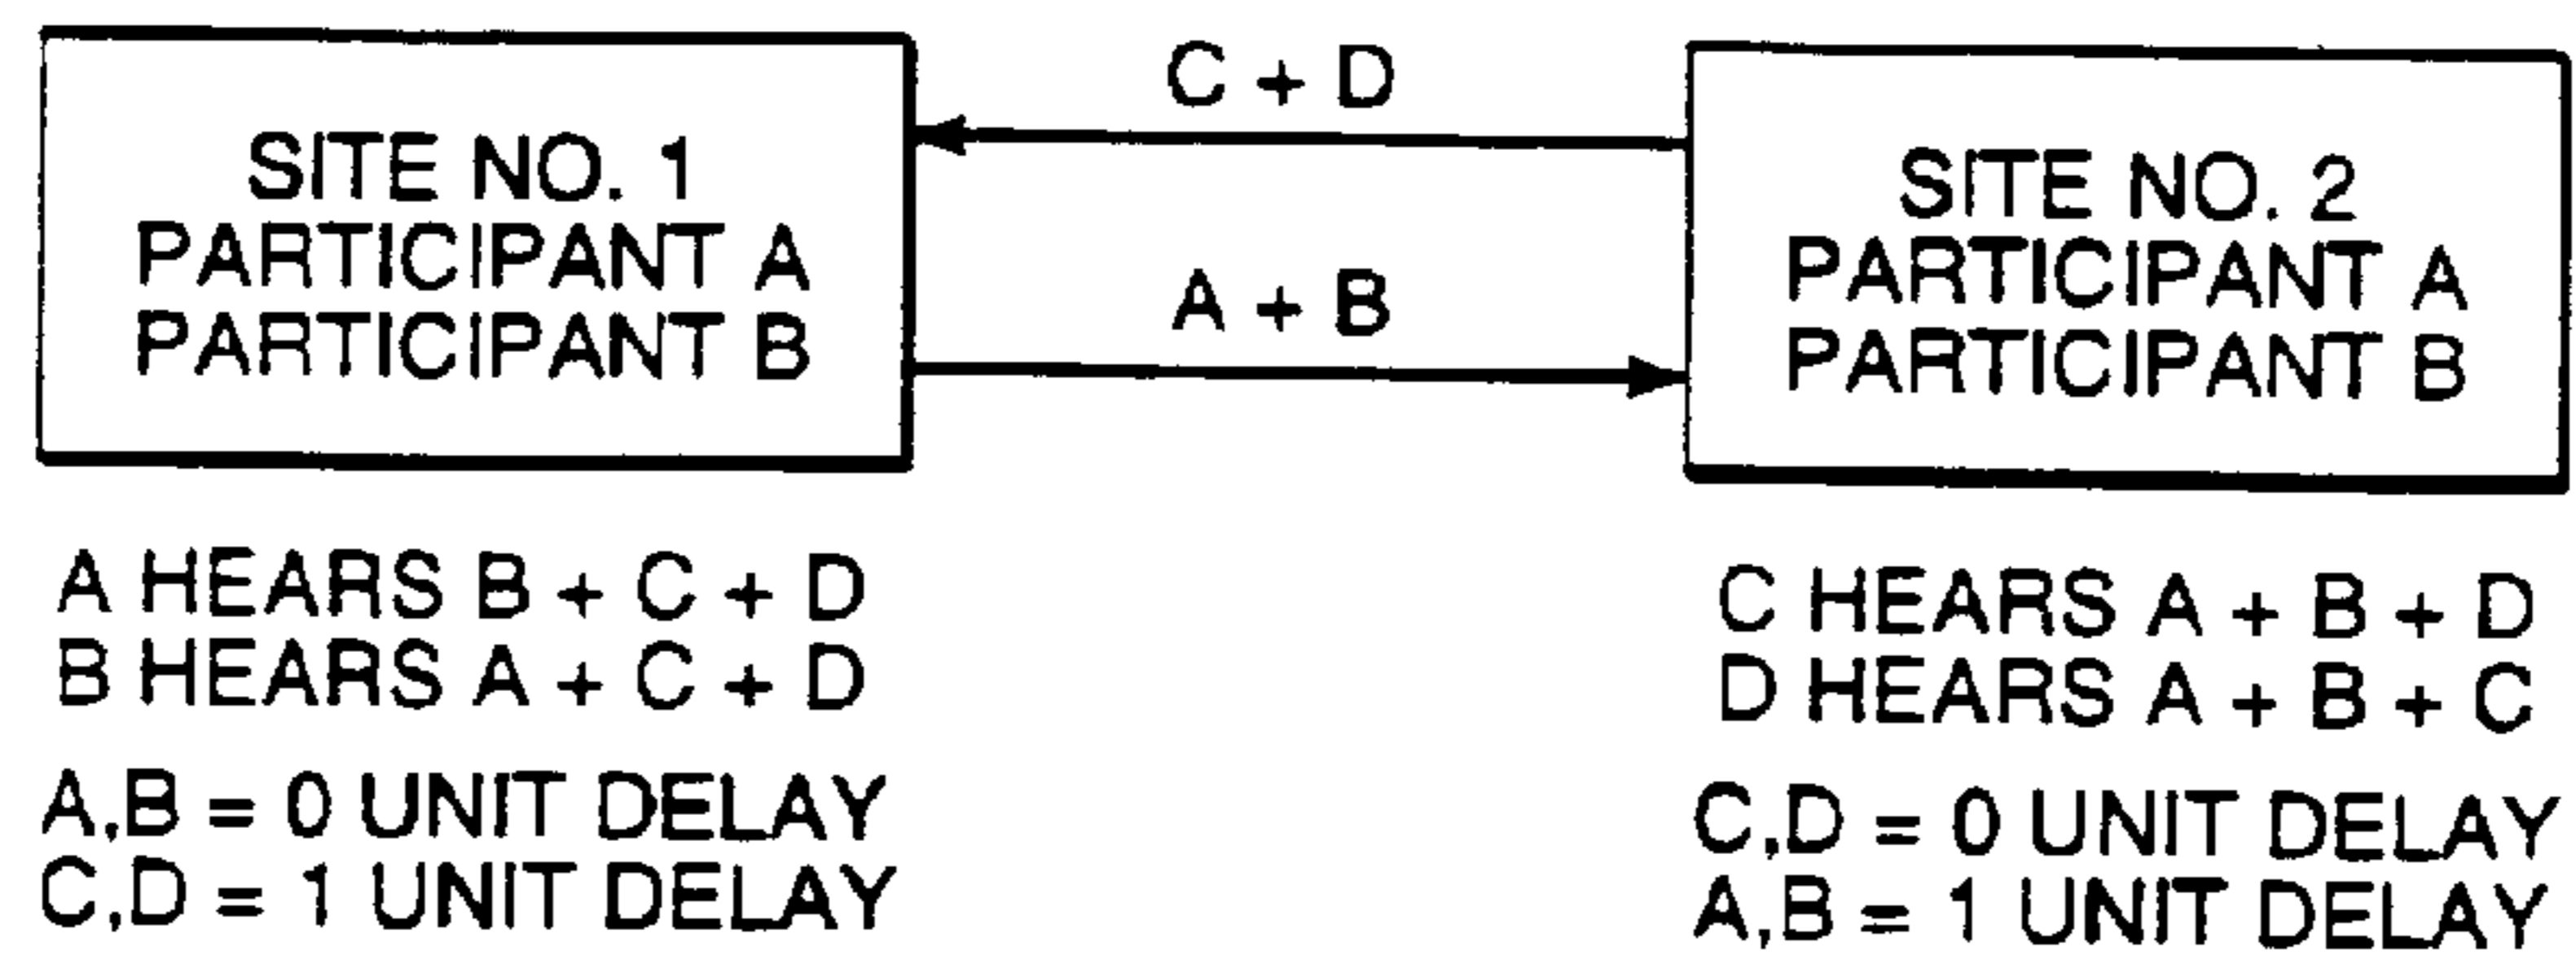 C + D
SITE NO. 1
PARTICIPANT A
PARTICIPANT B
A + B
SITE NO. 2
PARTICIPANT A
PARTICIPANT B
A HEARS B + C + D
B HEARS A + C + D
A,B = 0 UNIT DELAY
C,D = 1 UNIT DELAY
C HEARS A + B + D
D HEARS A + B + C
C,D = 0 UNIT DELAY
A,B = 1 UNIT DELAY